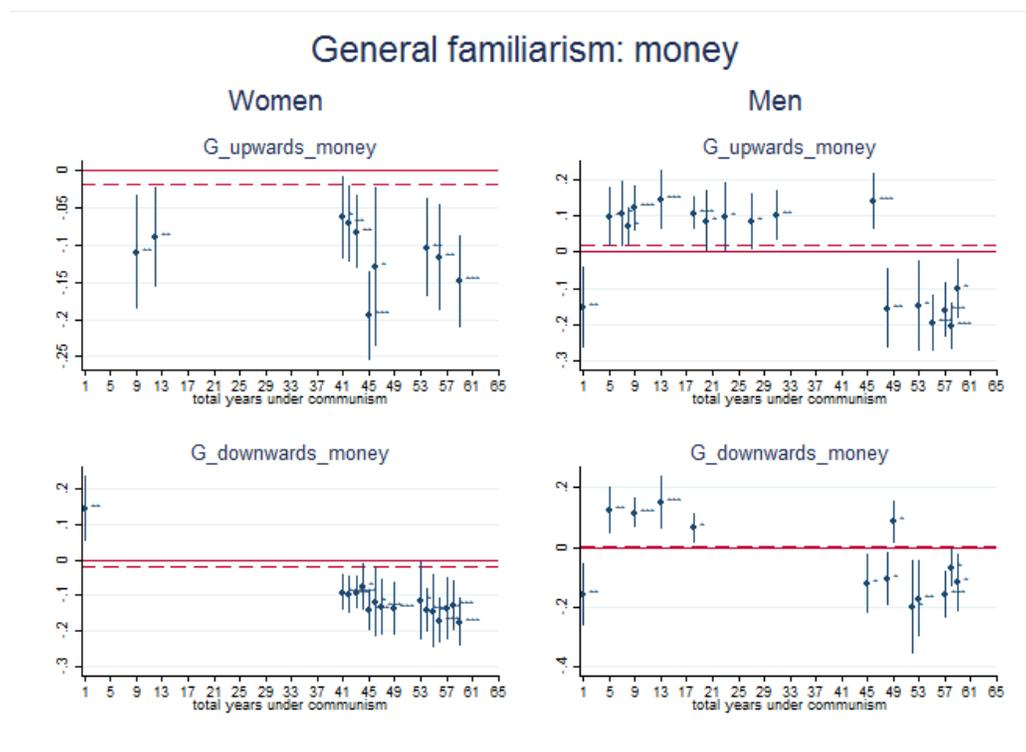 General familiarism: money
Women
Men
G_upwards_money
0
-.05
-.1
-.15
-.2
-.25
1 5 9 13 17 21 25 29 33 37 41 45 49 53 57 61 65
total years under communism
G_upwards_money
.2
.1
0
-.1
-.2
-.3
1 5 9 13 17 21 25 29 33 37 41 45 49 53 57 61 65
total years under communism
G_downwards_money
.2
.1
0
-.1
-.2
-.3
1 5 9 13 17 21 25 29 33 37 41 45 49 53 57 61 65
total years under communism
G_downwards_money
.2
0
-.2
-.4
1 5 9 13 17 21 25 29 33 37 41 45 49 53 57 61 65
total years under communism